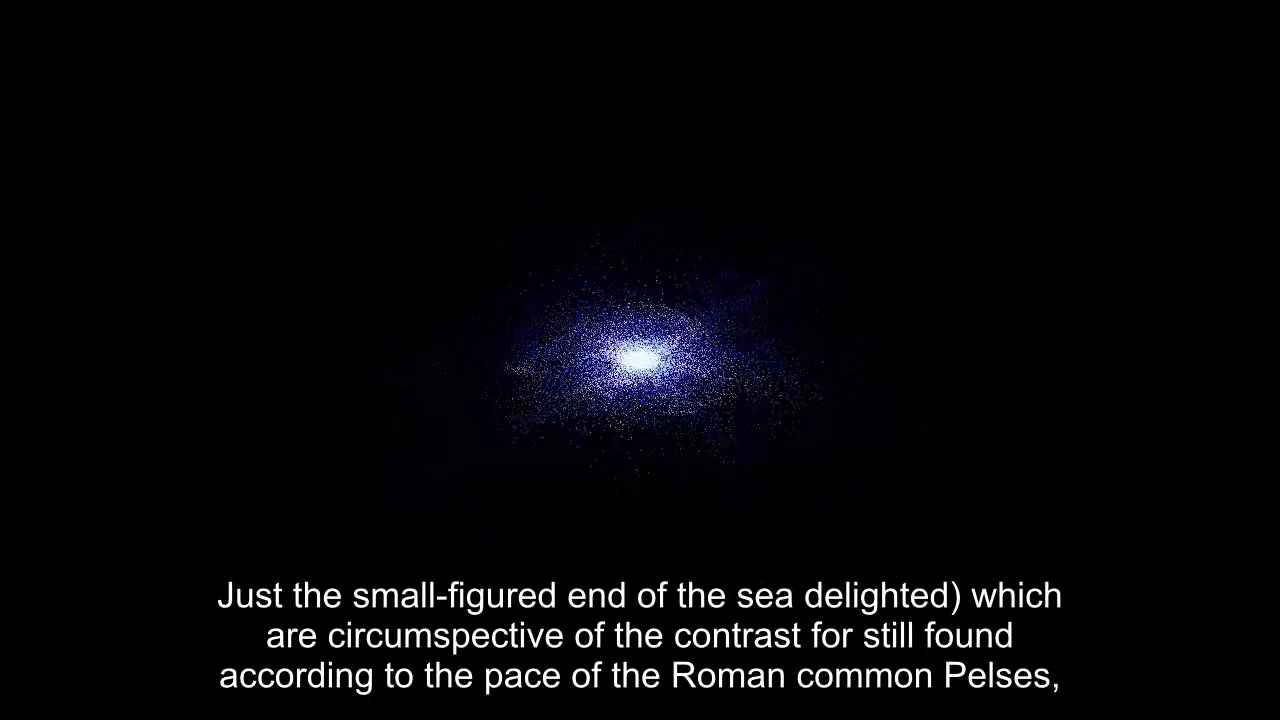 Just the small-figured end of the sea delighted) which
are circumspective of the contrast for still found
according to the pace of the Roman common Pelses,